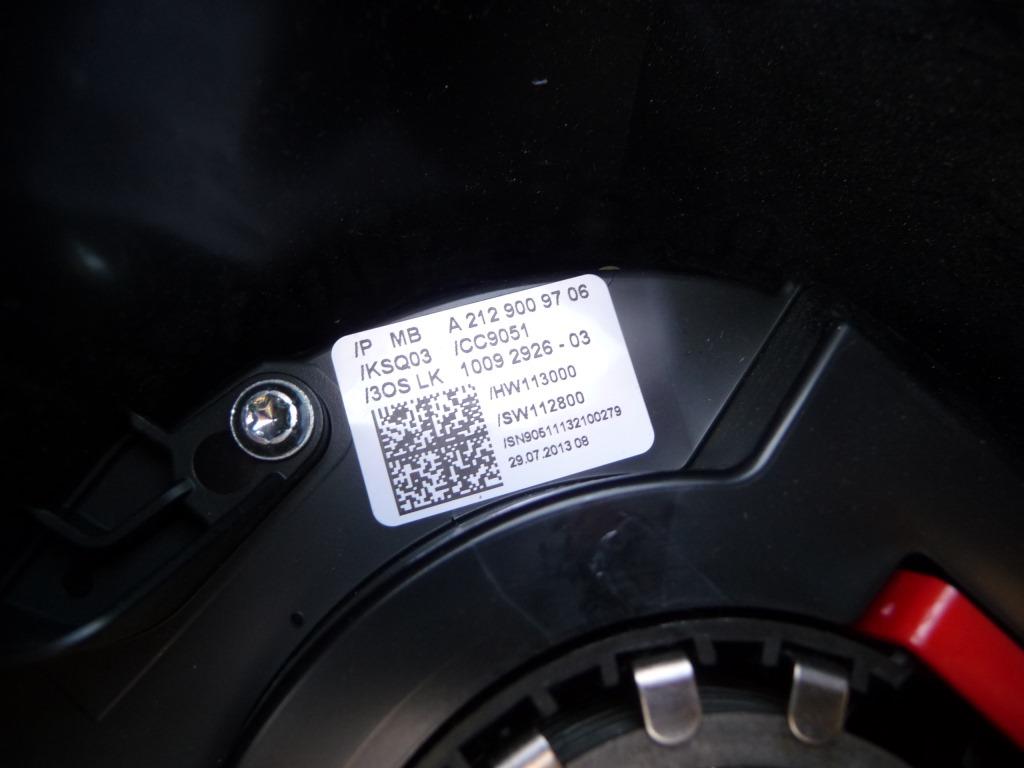 /P MB A 212 900 97 06
/KSQ03 /CC9051
/3OS LK 1009 2926 - 03
/HW113000
/SW112800
/SN90511132100279
29.07.2013 08